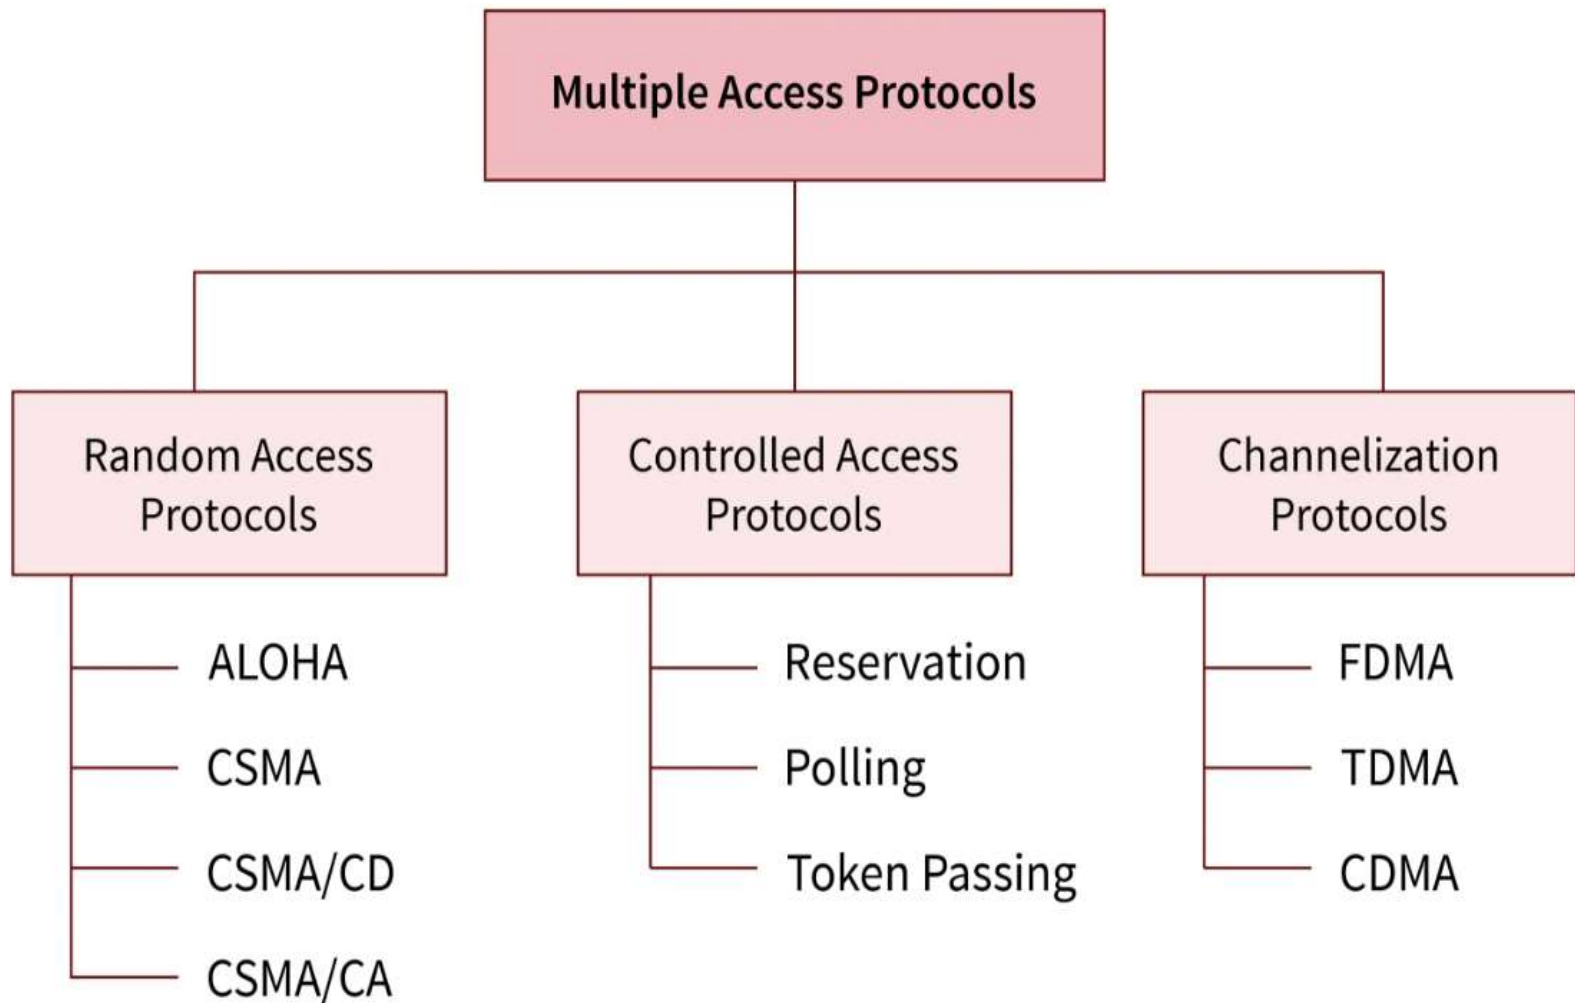 Multiple Access Protocols
Random Access
Protocols
ALOHA
CSMA
CSMA/CD
CSMA/CA
Controlled Access
Protocols
Reservation
Polling
Token Passing
Channelization
Protocols
FDMA
TDMA
CDMA